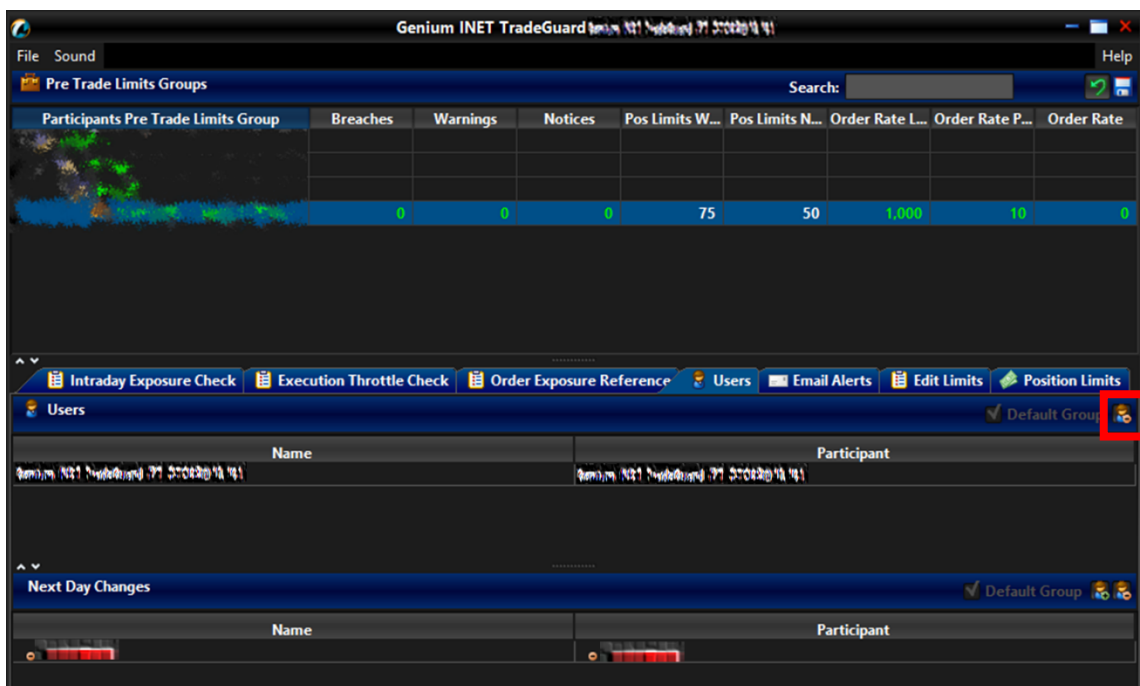 Genium INET TradeGuard
File Sound Help
Pre Trade Limits Groups Search:
Participants Pre Trade Limits Group Breaches Warnings Notices Pos Limits W... Pos Limits N... Order Rate L... Order Rate P... Order Rate
0 0 0 75 50 1,000 10 0
Intraday Exposure Check Execution Throttle Check Order Exposure Reference Users Email Alerts Edit Limits Position Limits
Users Default Group
Name Participant
Next Day Changes Default Group
Name Participant